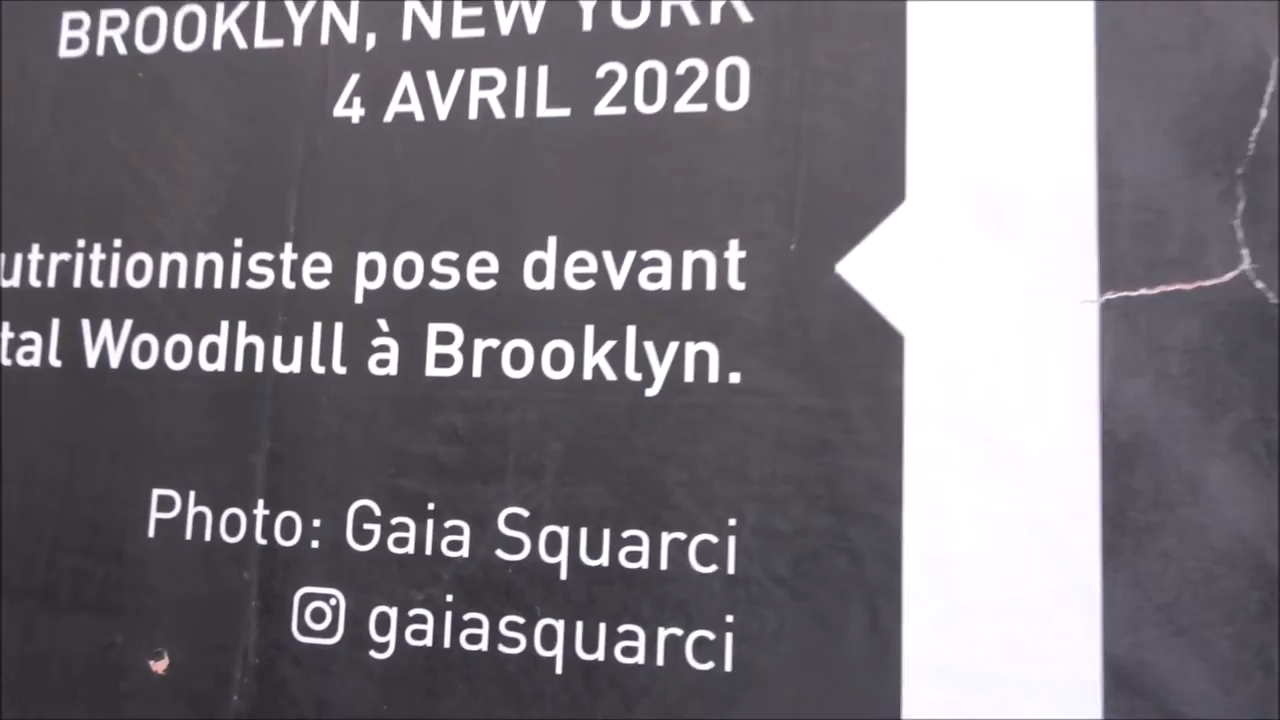 BROOKLYN, NEW YORK
4 AVRIL 2020
utritionniste pose devant
tal Woodhull à Brooklyn.
Photo: Gaia Squarci
gaiasquarci